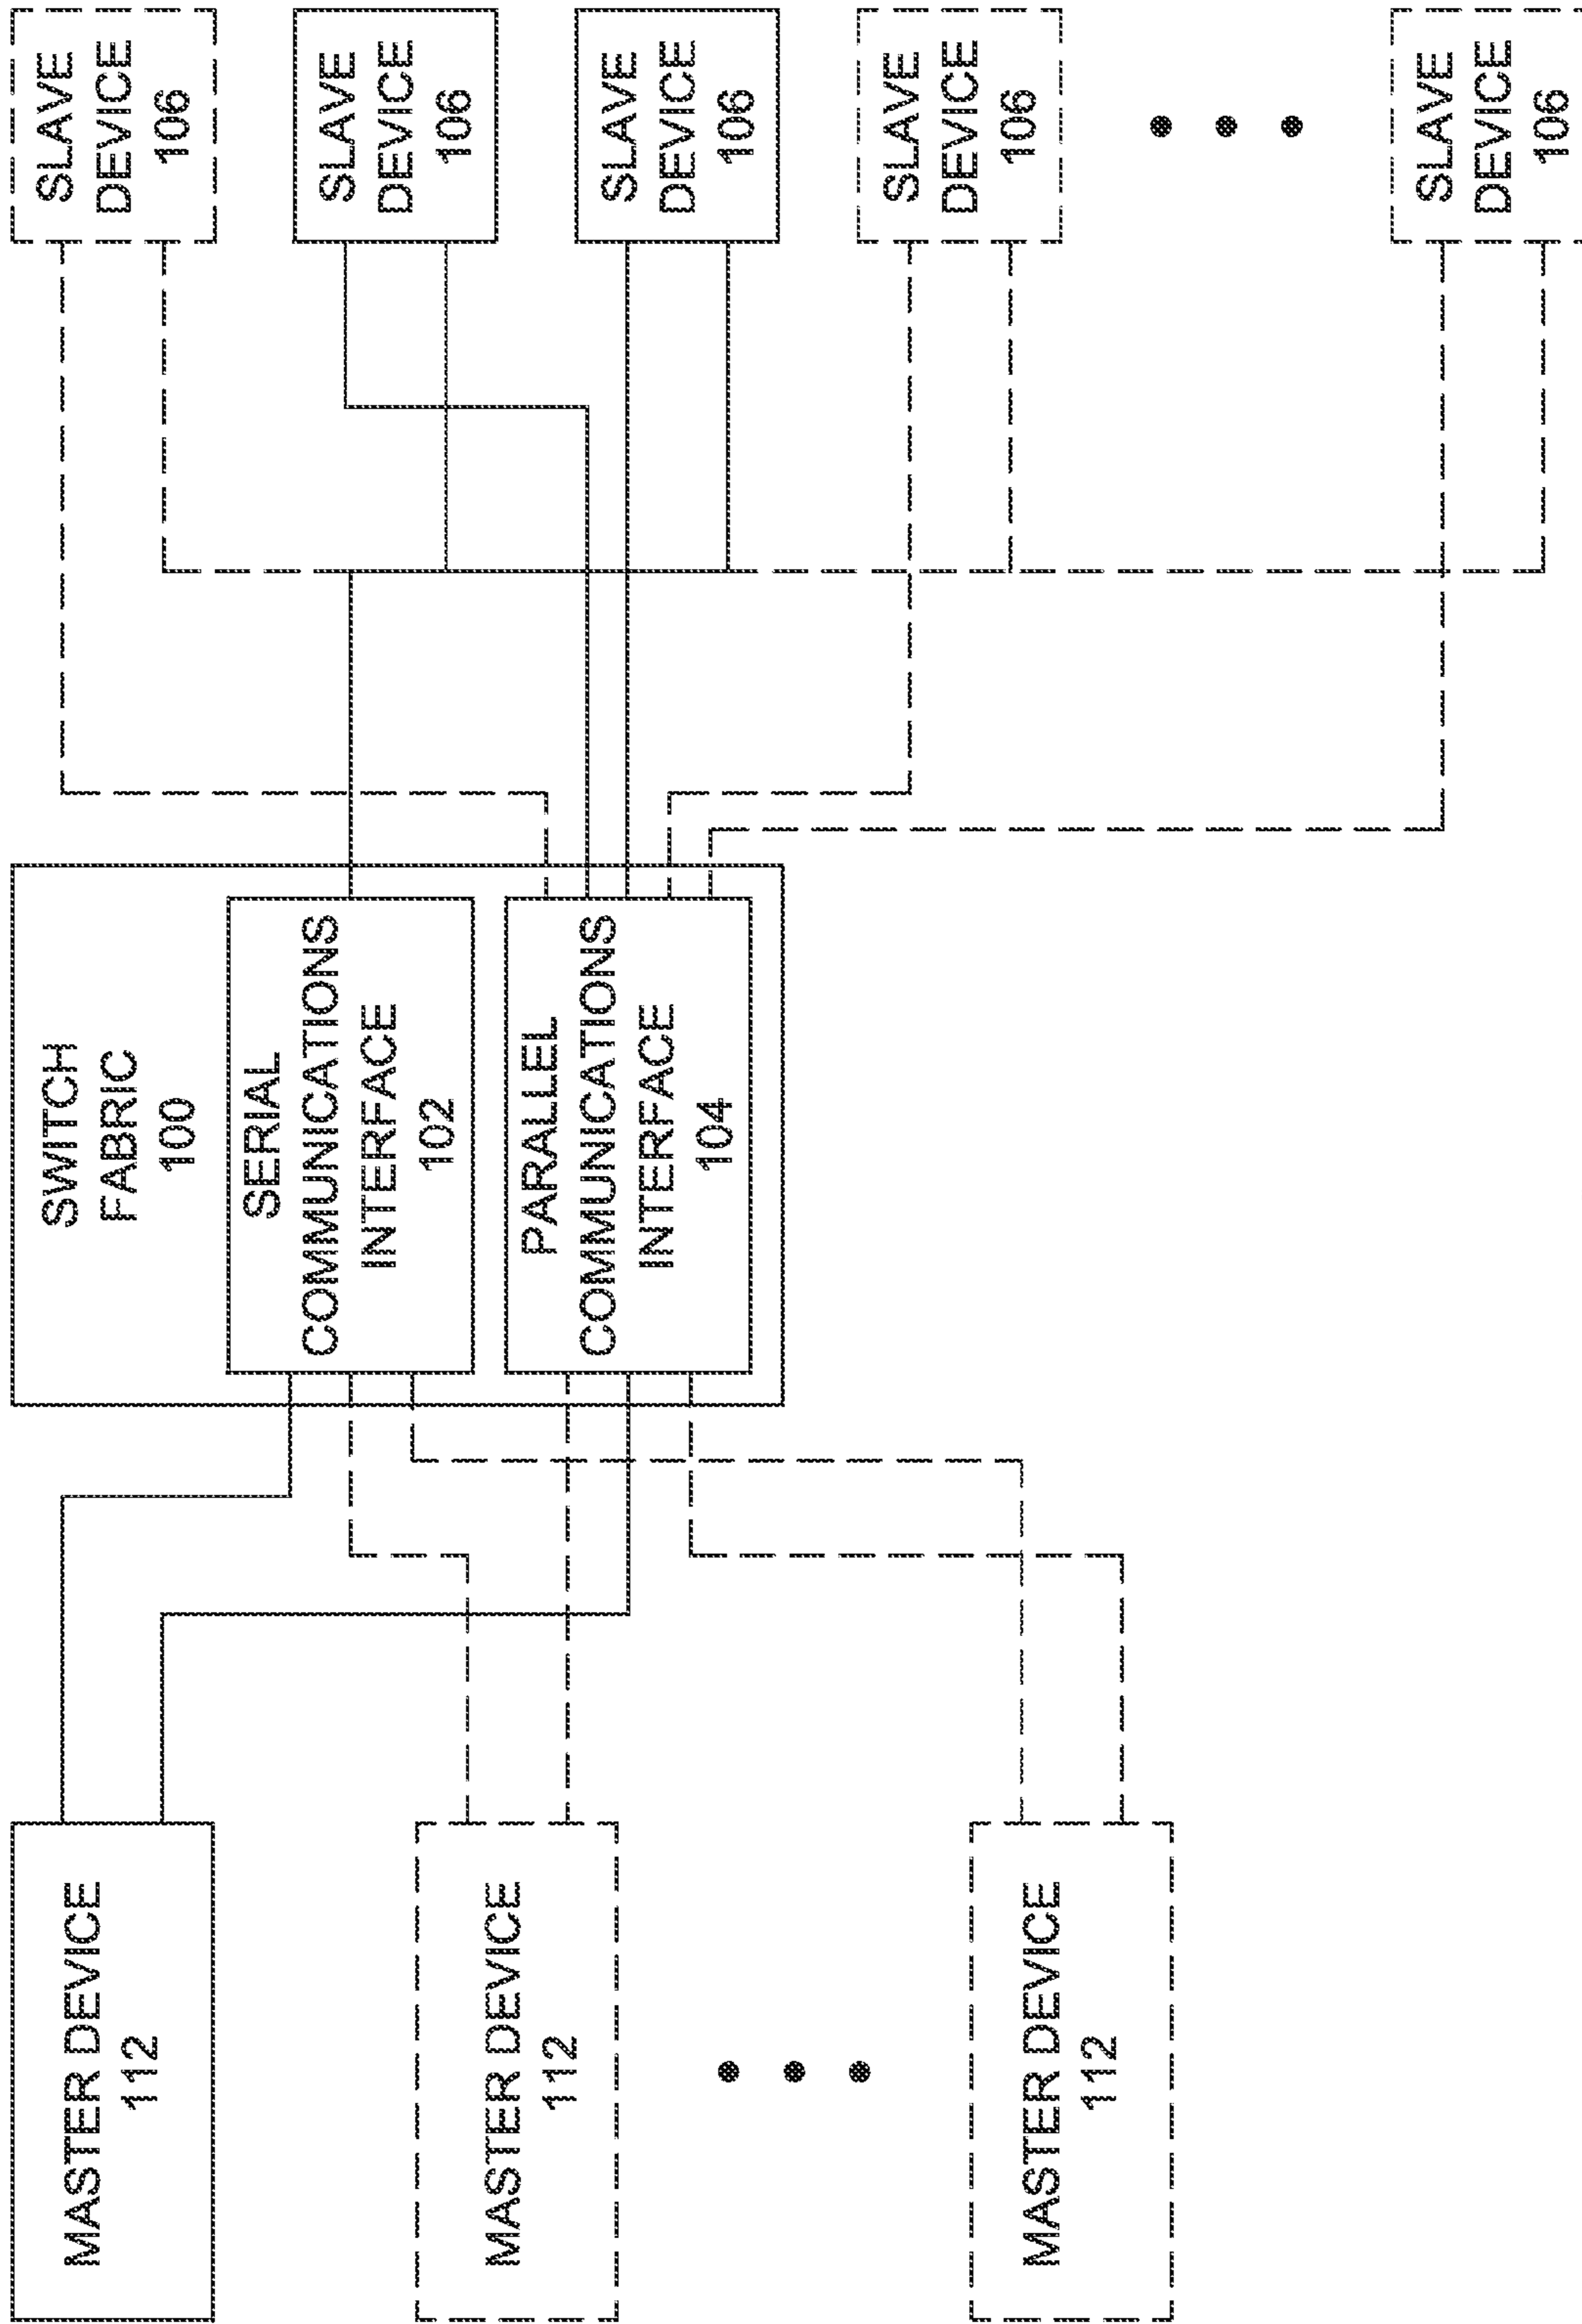 MASTER DEVICE
112
MASTER DEVICE
112
MASTER DEVICE
112
SWITCH
FABRIC
100
SERIAL
COMMUNICATIONS
INTERFACE
102
PARALLEL
COMMUNICATIONS
INTERFACE
104
SLAVE
DEVICE
106
SLAVE
DEVICE
106
SLAVE
DEVICE
106
SLAVE
DEVICE
106
SLAVE
DEVICE
106